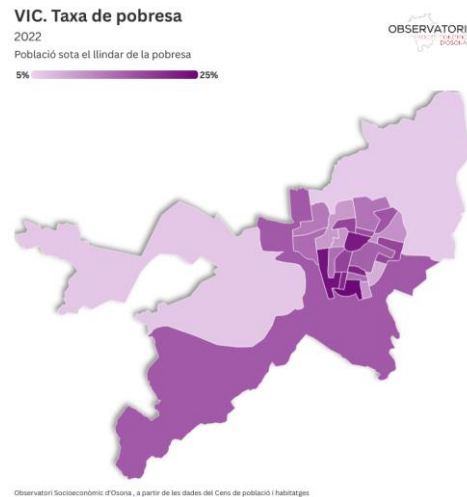 VIC. Taxa de pobresa
2022
Població sota el llindar de la pobresa
5%
25%
OBSERVATORI
D'OSONA
Observatori Socioeconòmic d'Osona , a partir de les dades del Cens de població i habitatges